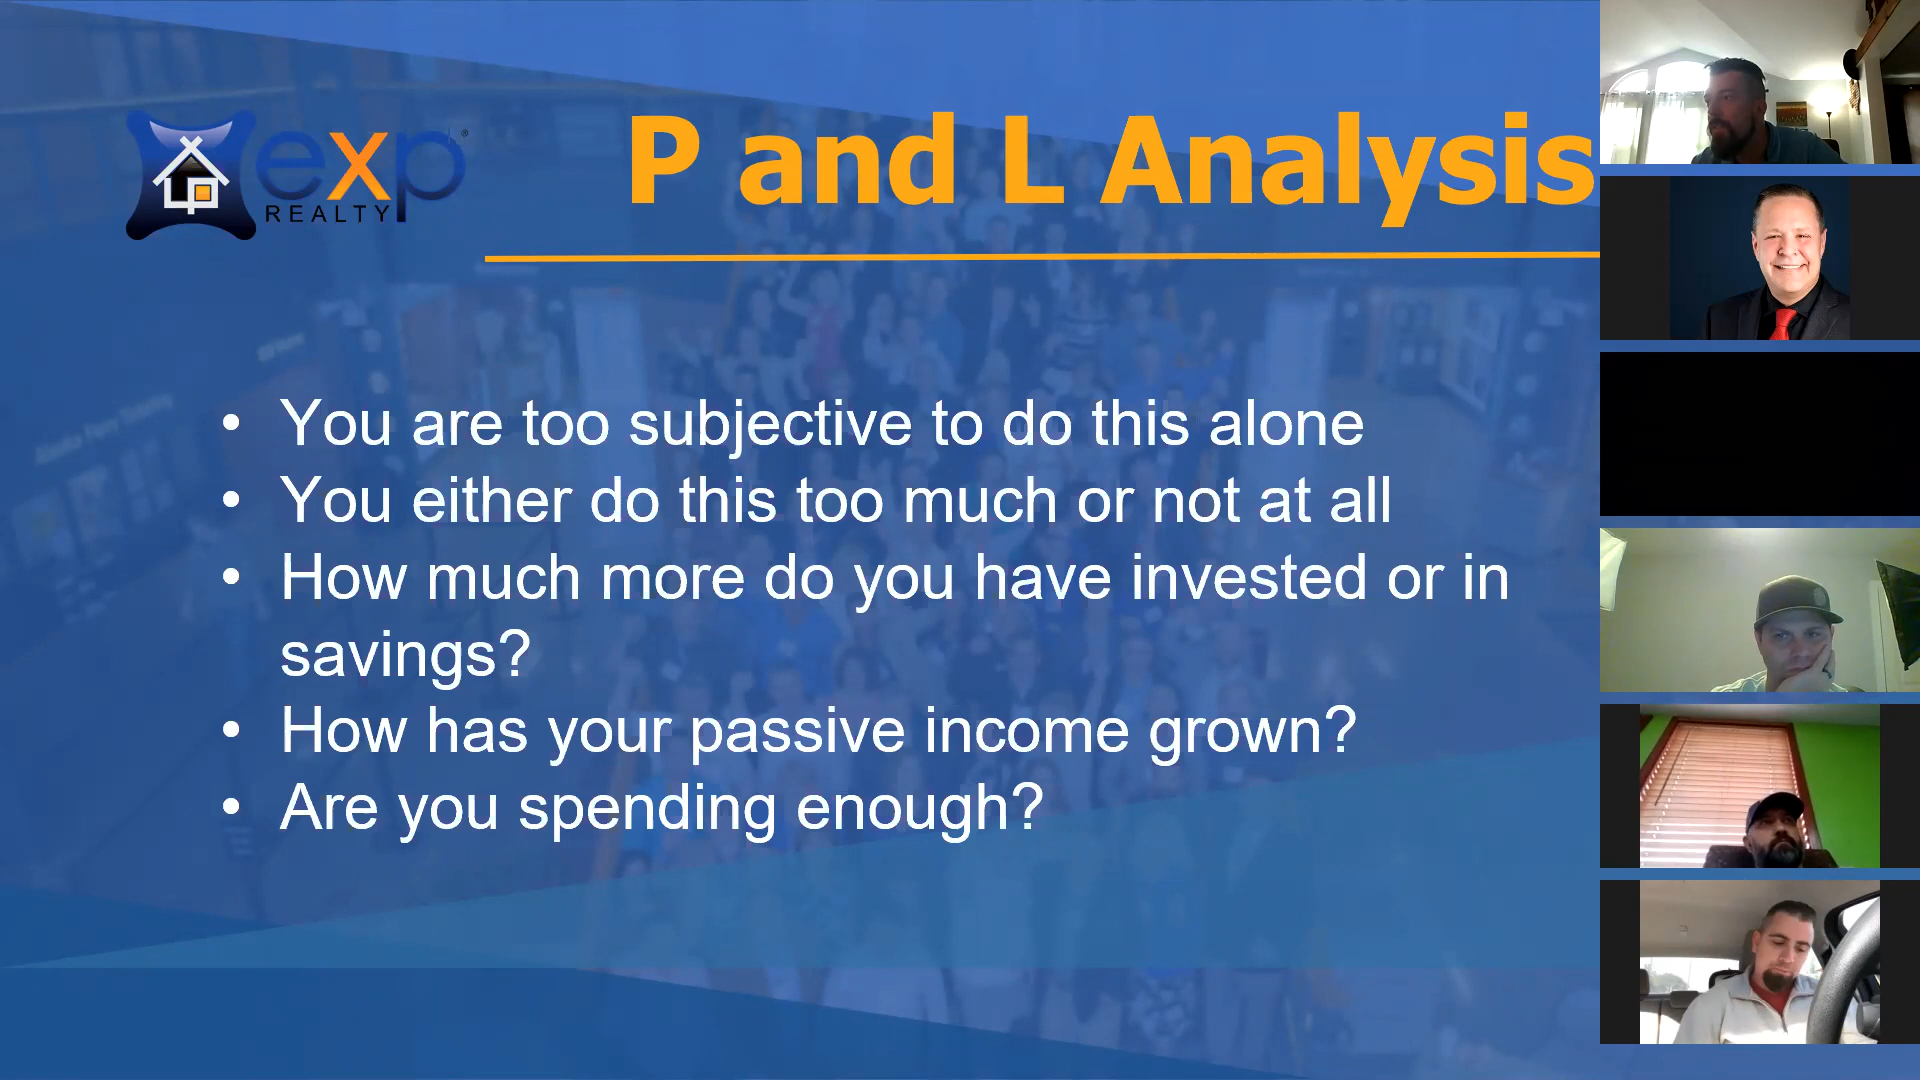 exp®
REALTY
P and L Analysis
• You are too subjective to do this alone
• You either do this too much or not at all
• How much more do you have invested or in
savings?
• How has your passive income grown?
• Are you spending enough?